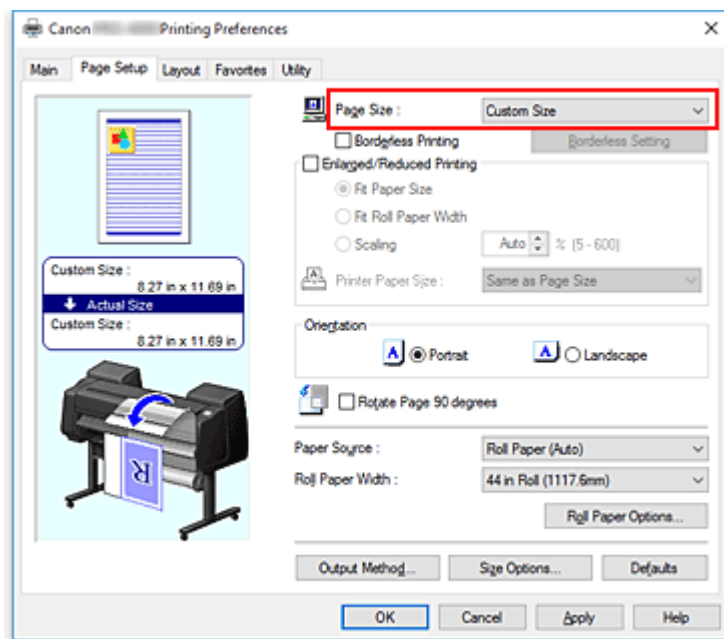 Canon Printing Preferences
Main Page Setup Layout Favorites Utility
Page Size : Custom Size
Borderless Printing Borderless Setting
Enlarged/Reduced Printing
Fit Paper Size
Fit Roll Paper Width
Scaling Auto % (5 - 600)
Printer Paper Size : Same as Page Size
Custom Size :
8.27 in x 11.69 in
Actual Size
Custom Size :
8.27 in x 11.69 in
Orientation
A Portrait A Landscape
Rotate Page 90 degrees
R
Paper Source : Roll Paper (Auto)
Roll Paper Width : 44 in Roll (1117.6mm)
Roll Paper Options...
Output Method... Size Options... Defaults
OK Cancel Apply Help